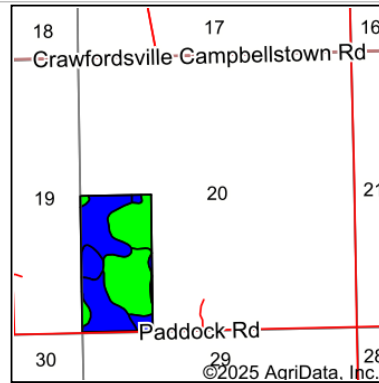 18 17 16
Crawfordsville Campbellstown Rd
19 20 21
Paddock Rd
30 29 28
©2025 AgriData, Inc.